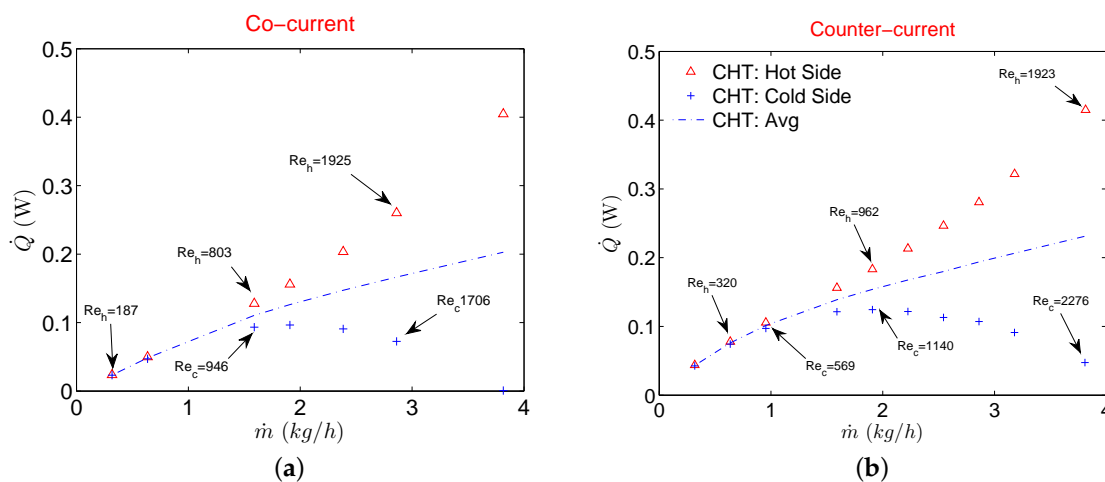 Co−current
0.5
0.4
0.3
0.2
0.1
0
0
1
2
3
4
Q̇ (W)
ṁ (kg/h)
Re_h=187
Re_h=803
Re_h=1925
Re_c=946
Re_c1706
(a)
Counter−current
0.5
0.4
0.3
0.2
0.1
0
0
1
2
3
4
Q̇ (W)
ṁ (kg/h)
CHT: Hot Side
CHT: Cold Side
CHT: Avg
Re_h=1923
Re_h=962
Re_h=320
Re_c=2276
Re_c=1140
Re_c=569
(b)